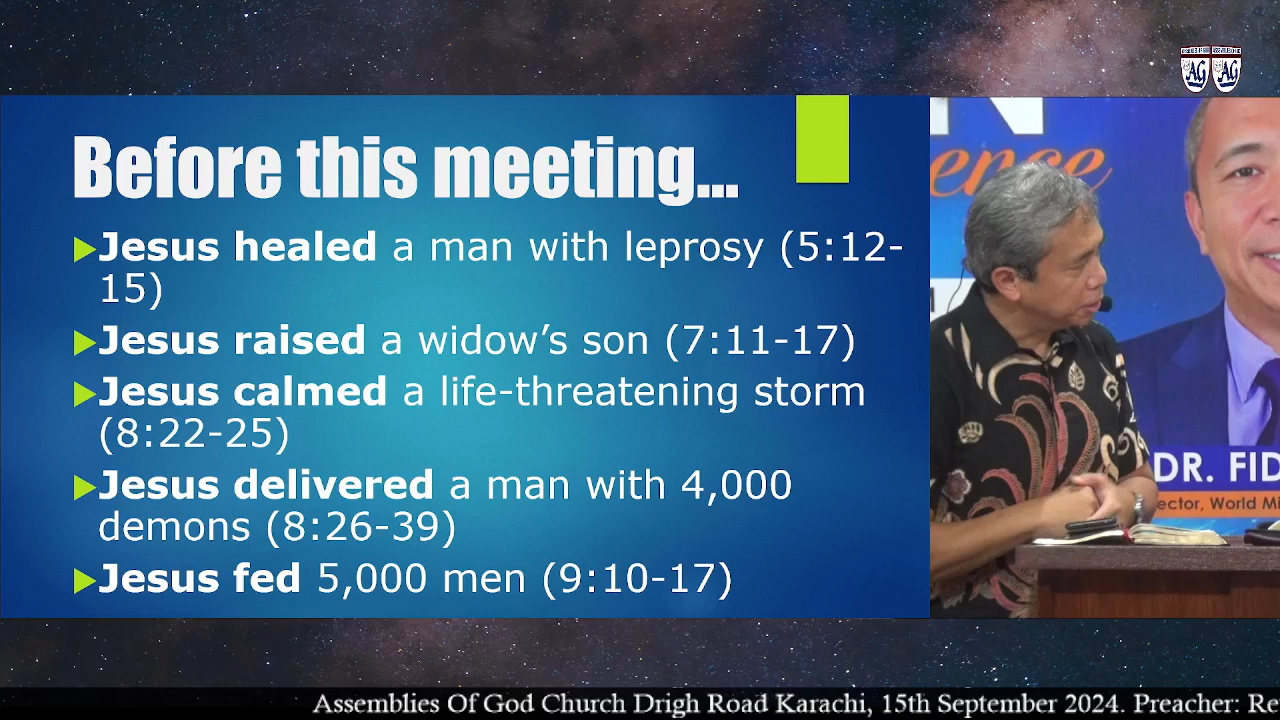 Before this meeting...
Jesus healed a man with leprosy (5:12-
15)
Jesus raised a widow’s son (7:11-17)
Jesus calmed a life-threatening storm
(8:22-25)
Jesus delivered a man with 4,000
demons (8:26-39)
Jesus fed 5,000 men (9:10-17)
AG AG
N
ence
DR. FID
ector, World Mi
Assemblies Of God Church Drigh Road Karachi, 15th September 2024. Preacher: Re